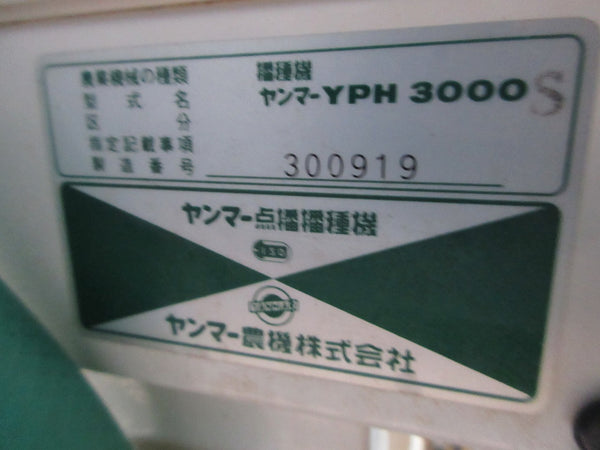 農業機械の種類 播種機
型式名 ヤンマーYPH 3000S
区分
指定記載事項
製造番号 300919
ヤンマー点播播種機
ヤンマー農機株式会社